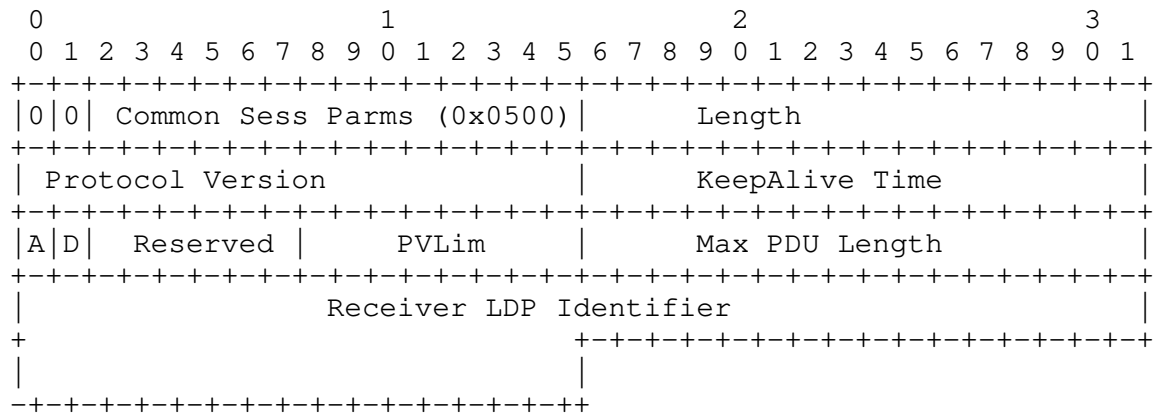 0                   1                   2                   3
 0 1 2 3 4 5 6 7 8 9 0 1 2 3 4 5 6 7 8 9 0 1 2 3 4 5 6 7 8 9 0 1
+-+-+-+-+-+-+-+-+-+-+-+-+-+-+-+-+-+-+-+-+-+-+-+-+-+-+-+-+-+-+-+-+
|0|0| Common Sess Parms (0x0500)|      Length                   |
+-+-+-+-+-+-+-+-+-+-+-+-+-+-+-+-+-+-+-+-+-+-+-+-+-+-+-+-+-+-+-+-+
| Protocol Version              |      KeepAlive Time           |
+-+-+-+-+-+-+-+-+-+-+-+-+-+-+-+-+-+-+-+-+-+-+-+-+-+-+-+-+-+-+-+-+
|A|D|  Reserved |     PVLim     |      Max PDU Length           |
+-+-+-+-+-+-+-+-+-+-+-+-+-+-+-+-+-+-+-+-+-+-+-+-+-+-+-+-+-+-+-+-+
|                 Receiver LDP Identifier                       |
+                               +-+-+-+-+-+-+-+-+-+-+-+-+-+-+-+-+
|                               |
-+-+-+-+-+-+-+-+-+-+-+-+-+-+-+-++